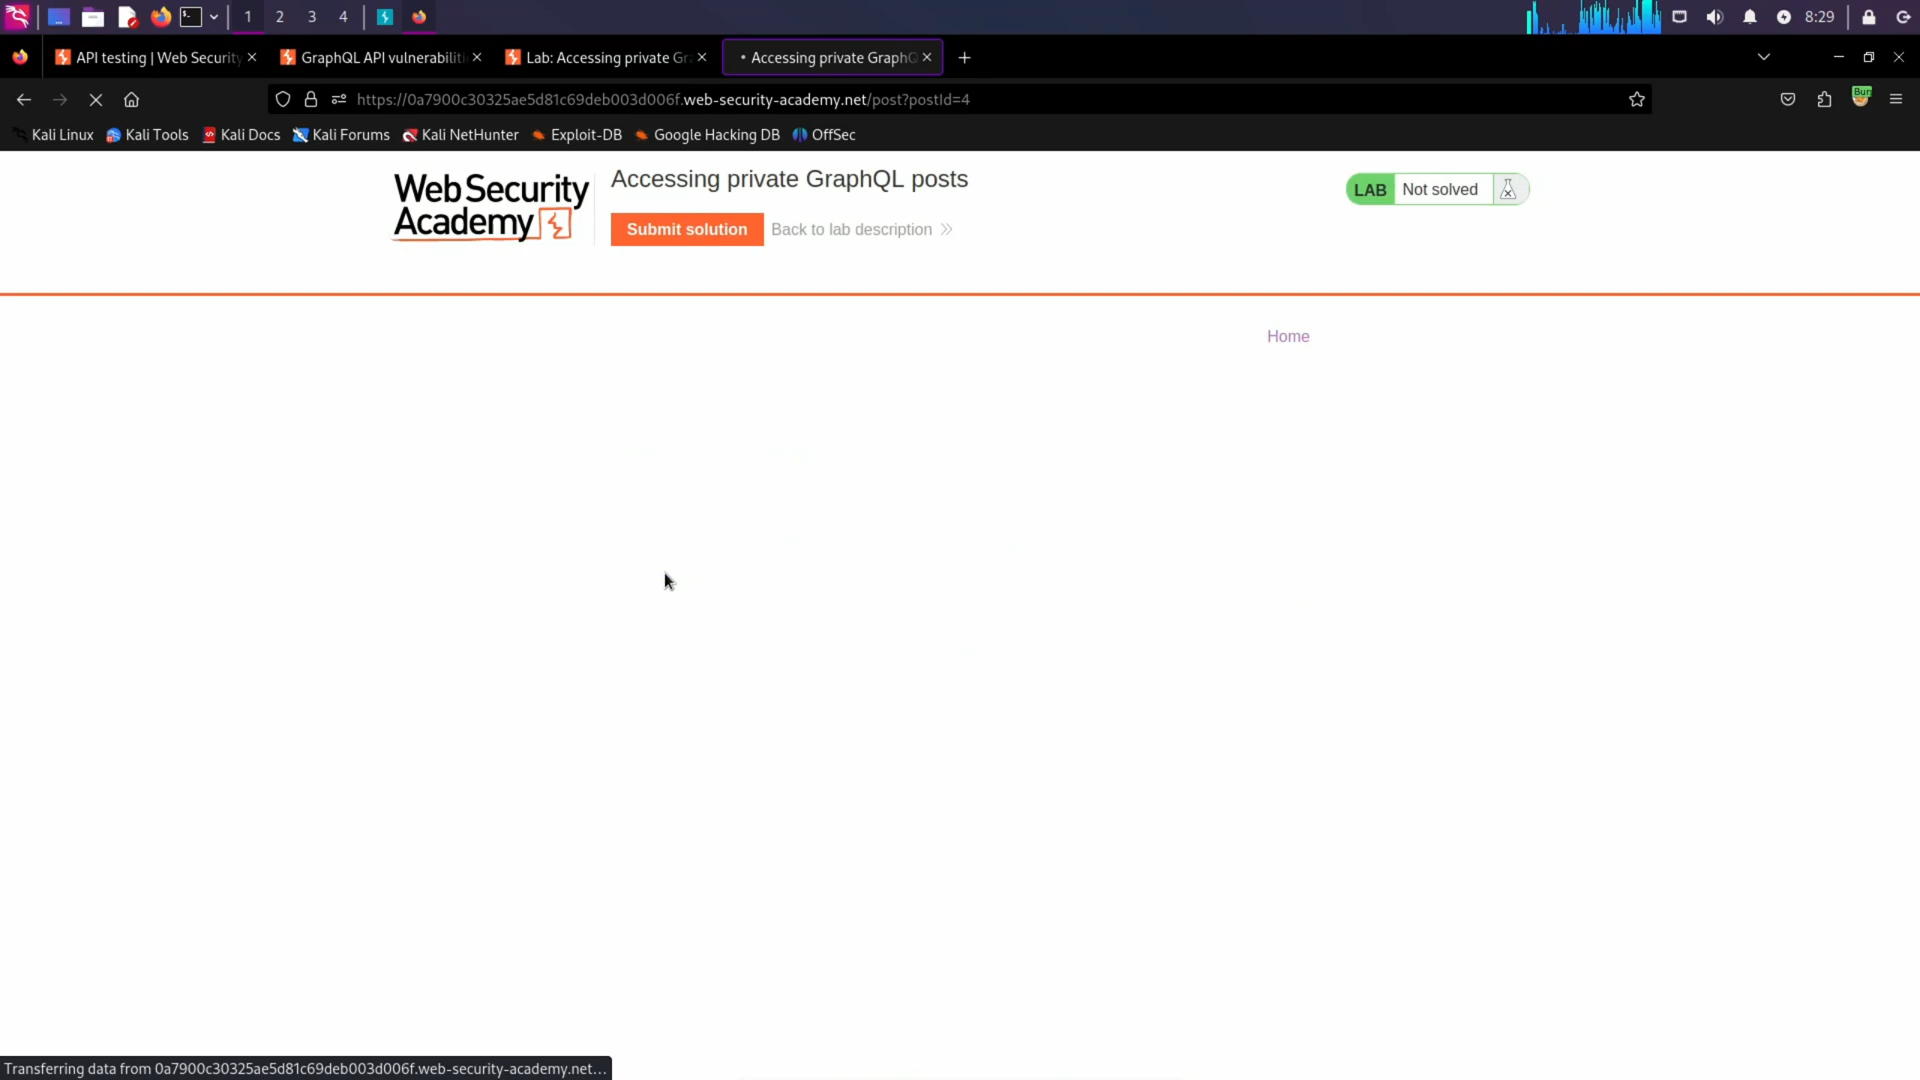 1 2 3 4 8:29
API testing | Web Security
GraphQL API vulnerabiliti
Lab: Accessing private Gr
Accessing private GraphQ
https://0a7900c30325ae5d81c69deb003d006f.web-security-academy.net/post?postId=4
Burp
Kali Linux Kali Tools Kali Docs Kali Forums Kali NetHunter Exploit-DB Google Hacking DB OffSec
WebSecurity
Academy
Accessing private GraphQL posts
Submit solution Back to lab description
LAB Not solved
Home
Transferring data from 0a7900c30325ae5d81c69deb003d006f.web-security-academy.net…